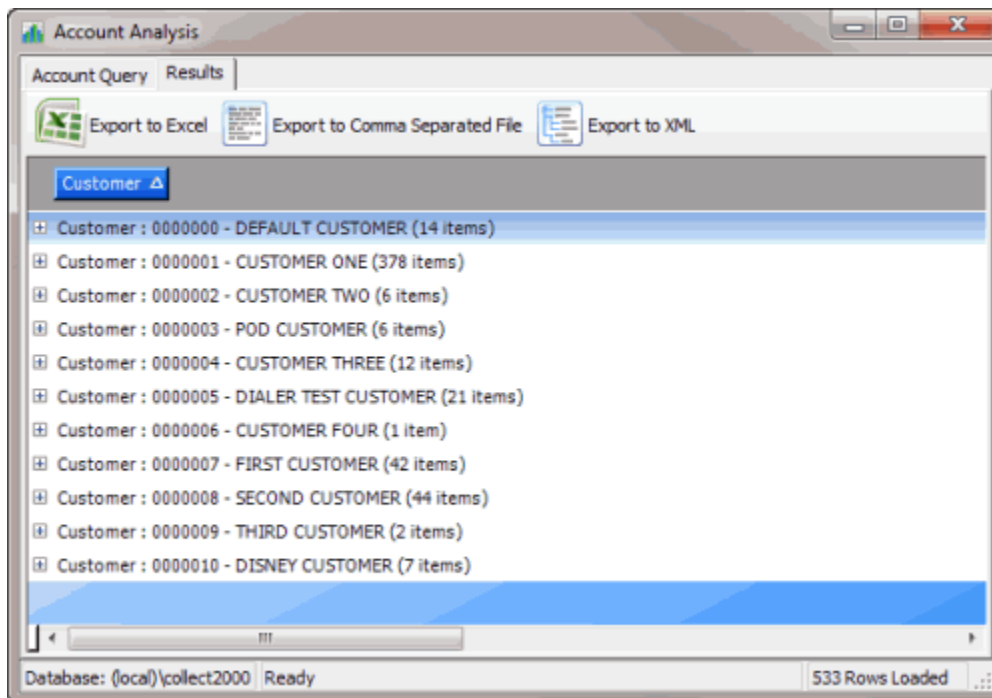 Account Analysis
Account Query Results
Export to Excel Export to Comma Separated File Export to XML
Customer
Customer : 0000000 - DEFAULT CUSTOMER (14 items)
Customer : 0000001 - CUSTOMER ONE (378 items)
Customer : 0000002 - CUSTOMER TWO (6 items)
Customer : 0000003 - POD CUSTOMER (6 items)
Customer : 0000004 - CUSTOMER THREE (12 items)
Customer : 0000005 - DIALER TEST CUSTOMER (21 items)
Customer : 0000006 - CUSTOMER FOUR (1 item)
Customer : 0000007 - FIRST CUSTOMER (42 items)
Customer : 0000008 - SECOND CUSTOMER (44 items)
Customer : 0000009 - THIRD CUSTOMER (2 items)
Customer : 0000010 - DISNEY CUSTOMER (7 items)
Database: (local)\collect2000 Ready 533 Rows Loaded